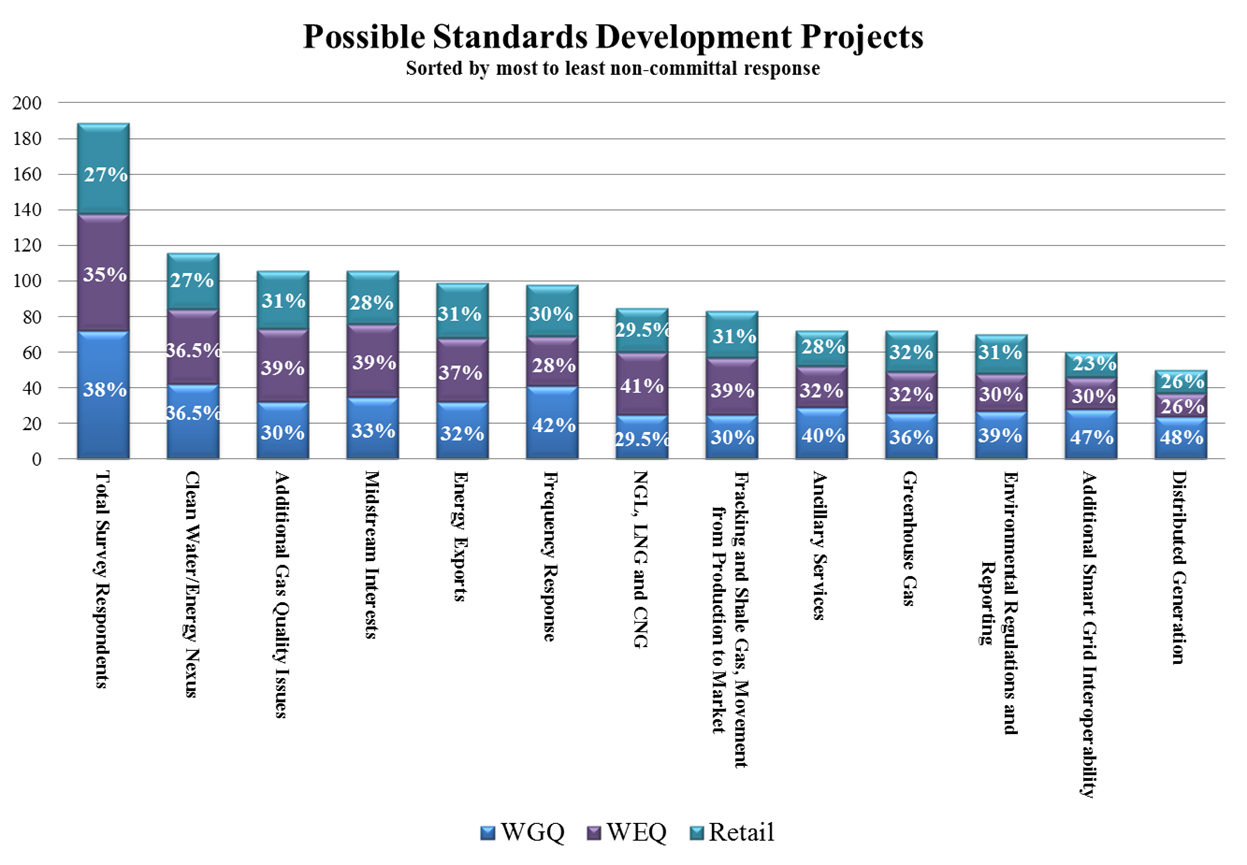 Possible Standards Development Projects
Sorted by most to least non-committal response
200
180
160
140
120
100
80
60
40
20
0
27%
35%
38%
27%
36.5%
36.5%
31%
39%
30%
28%
39%
33%
31%
37%
32%
30%
28%
42%
29.5%
41%
29.5%
31%
39%
30%
28%
32%
40%
32%
32%
36%
31%
30%
39%
23%
30%
47%
26%
26%
48%
Total Survey Respondents
Clean Water/Energy Nexus
Additional Gas Quality Issues
Midstream Interests
Energy Exports
Frequency Response
NGL, LNG and CNG
Fracking and Shale Gas, Movement
from Production to Market
Ancillary Services
Greenhouse Gas
Environmental Regulations and
Reporting
Additional Smart Grid Interoperability
Distributed Generation
WGQ
WEQ
Retail